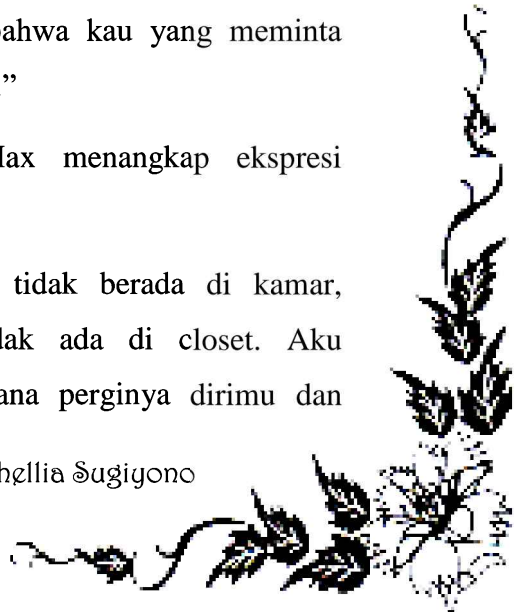 bahwa kau yang meminta
.”
Max menangkap ekspresi
tidak berada di kamar,
dak ada di closet. Aku
ana perginya dirimu dan
hellia Sugiyono